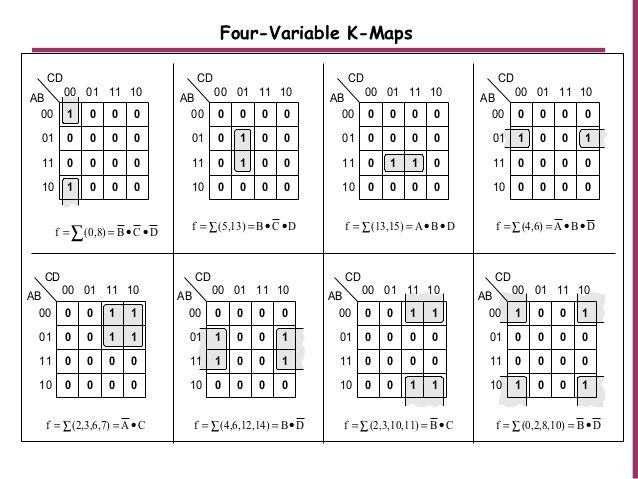 Four-Variable K-Maps
CD
AB 00 01 11 10
00 1 0 0 0
01 0 0 0 0
11 0 0 0 0
10 1 0 0 0
f = ∑(0,8) = B̅ • C̅ • D̅
CD
AB 00 01 11 10
00 0 0 0 0
01 0 1 0 0
11 0 1 0 0
10 0 0 0 0
f = ∑(5,13) = B • C̅ • D
CD
AB 00 01 11 10
00 0 0 0 0
01 0 0 0 0
11 0 1 1 0
10 0 0 0 0
f = ∑(13,15) = A • B • D
CD
AB 00 01 11 10
00 0 0 0 0
01 1 0 0 1
11 0 0 0 0
10 0 0 0 0
f = ∑(4,6) = A̅ • B • D̅
CD
AB 00 01 11 10
00 0 0 1 1
01 0 0 1 1
11 0 0 0 0
10 0 0 0 0
f = ∑(2,3,6,7) = A̅ • C
CD
AB 00 01 11 10
00 0 0 0 0
01 1 0 0 1
11 1 0 0 1
10 0 0 0 0
f = ∑(4,6,12,14) = B • D̅
CD
AB 00 01 11 10
00 0 0 1 1
01 0 0 0 0
11 0 0 0 0
10 0 0 1 1
f = ∑(2,3,10,11) = B̅ • C
CD
AB 00 01 11 10
00 1 0 0 1
01 0 0 0 0
11 0 0 0 0
10 1 0 0 1
f = ∑(0,2,8,10) = B̅ • D̅